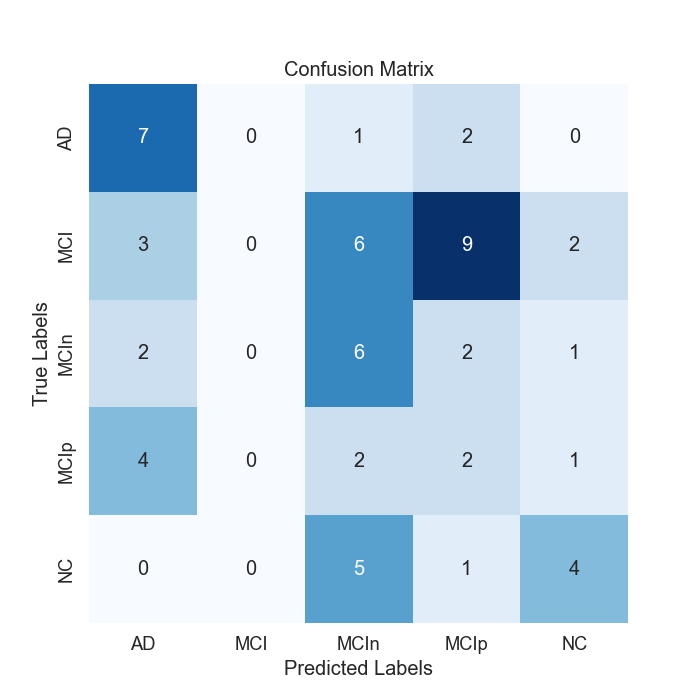 Confusion Matrix
True Labels
AD 7 0 1 2 0
MCI 3 0 6 9 2
MCIn 2 0 6 2 1
MCIp 4 0 2 2 1
NC 0 0 5 1 4
AD MCI MCIn MCIp NC
Predicted Labels